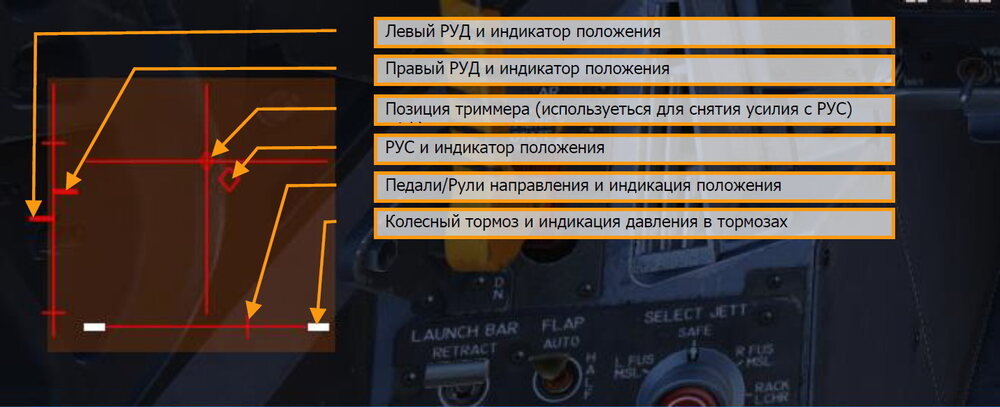 Левый РУД и индикатор положения
Правый РУД и индикатор положения
Позиция триммера (используеться для снятия усилия с РУС)
РУС и индикатор положения
Педали/Рули направления и индикация положения
Колесный тормоз и индикация давления в тормозах
AR
DN
LAUNCH BAR
RETRACT
FLAP
AUTO
HALF
SELECT JETT
SAFE
L FUS
MSL
R FUS
MSL
RACK
LCHR